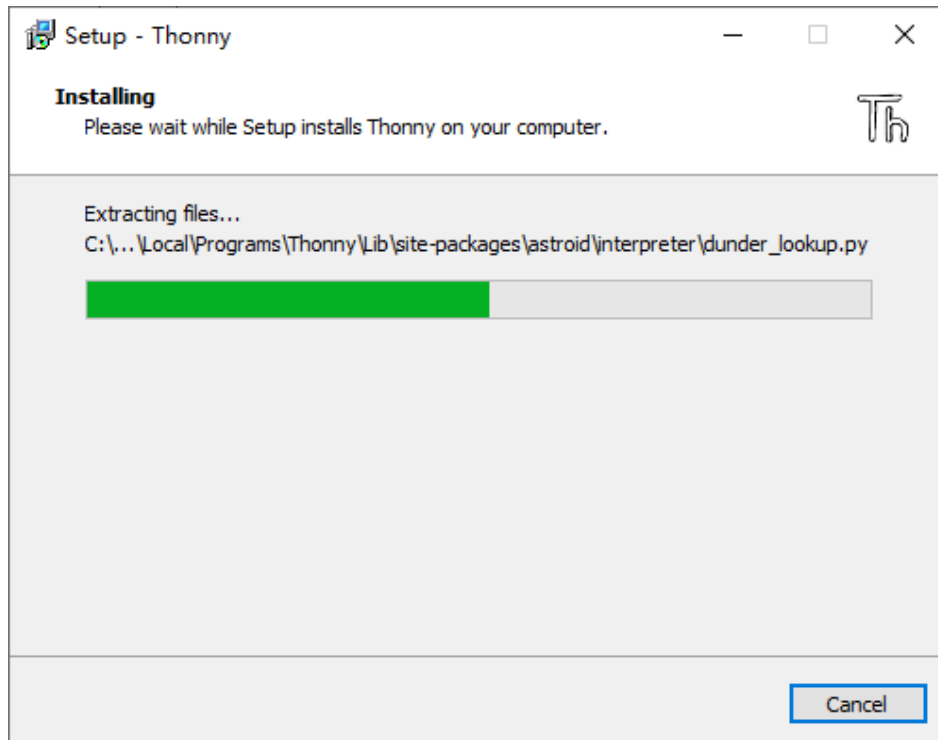 Setup - Thonny
Installing
Please wait while Setup installs Thonny on your computer.
Th
Extracting files...
C:\...\Local\Programs\Thonny\Lib\site-packages\astroid\interpreter\dunder_lookup.py
Cancel